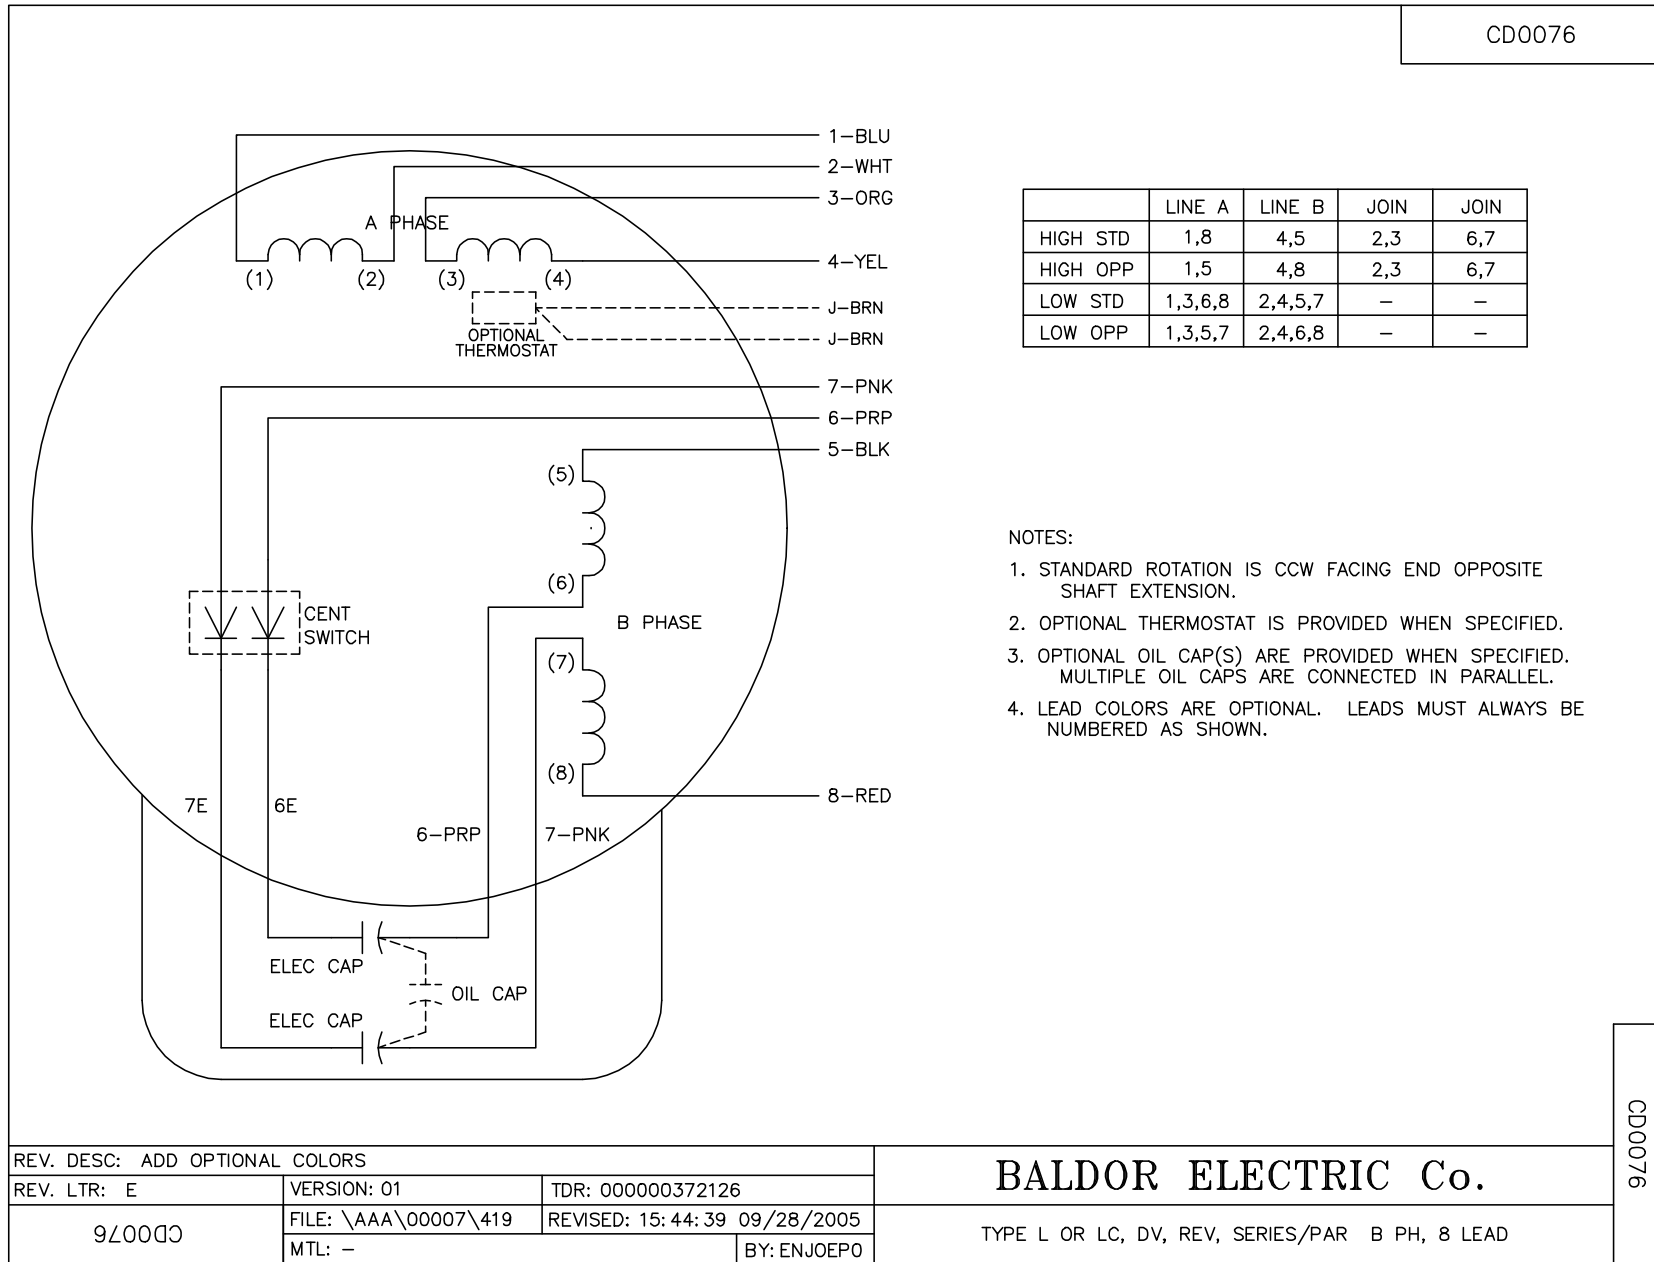 CD0076
1-BLU
2-WHT
3-ORG
A PHASE
4-YEL
(1) (2) (3) (4)
J-BRN
OPTIONAL
THERMOSTAT
J-BRN
7-PNK
6-PRP
5-BLK
(5)
(6)
CENT
SWITCH
B PHASE
(7)
(8)
8-RED
7E 6E
6-PRP 7-PNK
ELEC CAP
OIL CAP
ELEC CAP
LINE A LINE B JOIN JOIN
HIGH STD 1,8 4,5 2,3 6,7
HIGH OPP 1,5 4,8 2,3 6,7
LOW STD 1,3,6,8 2,4,5,7 - -
LOW OPP 1,3,5,7 2,4,6,8 - -
NOTES:
1. STANDARD ROTATION IS CCW FACING END OPPOSITE
SHAFT EXTENSION.
2. OPTIONAL THERMOSTAT IS PROVIDED WHEN SPECIFIED.
3. OPTIONAL OIL CAP(S) ARE PROVIDED WHEN SPECIFIED.
MULTIPLE OIL CAPS ARE CONNECTED IN PARALLEL.
4. LEAD COLORS ARE OPTIONAL. LEADS MUST ALWAYS BE
NUMBERED AS SHOWN.
CD0076
REV. DESC: ADD OPTIONAL COLORS
REV. LTR: E
VERSION: 01
TDR: 000000372126
CD0076
FILE: \AAA\00007\419
REVISED: 15:44:39 09/28/2005
MTL: -
BY: ENJOEPO
BALDOR ELECTRIC Co.
TYPE L OR LC, DV, REV, SERIES/PAR B PH, 8 LEAD